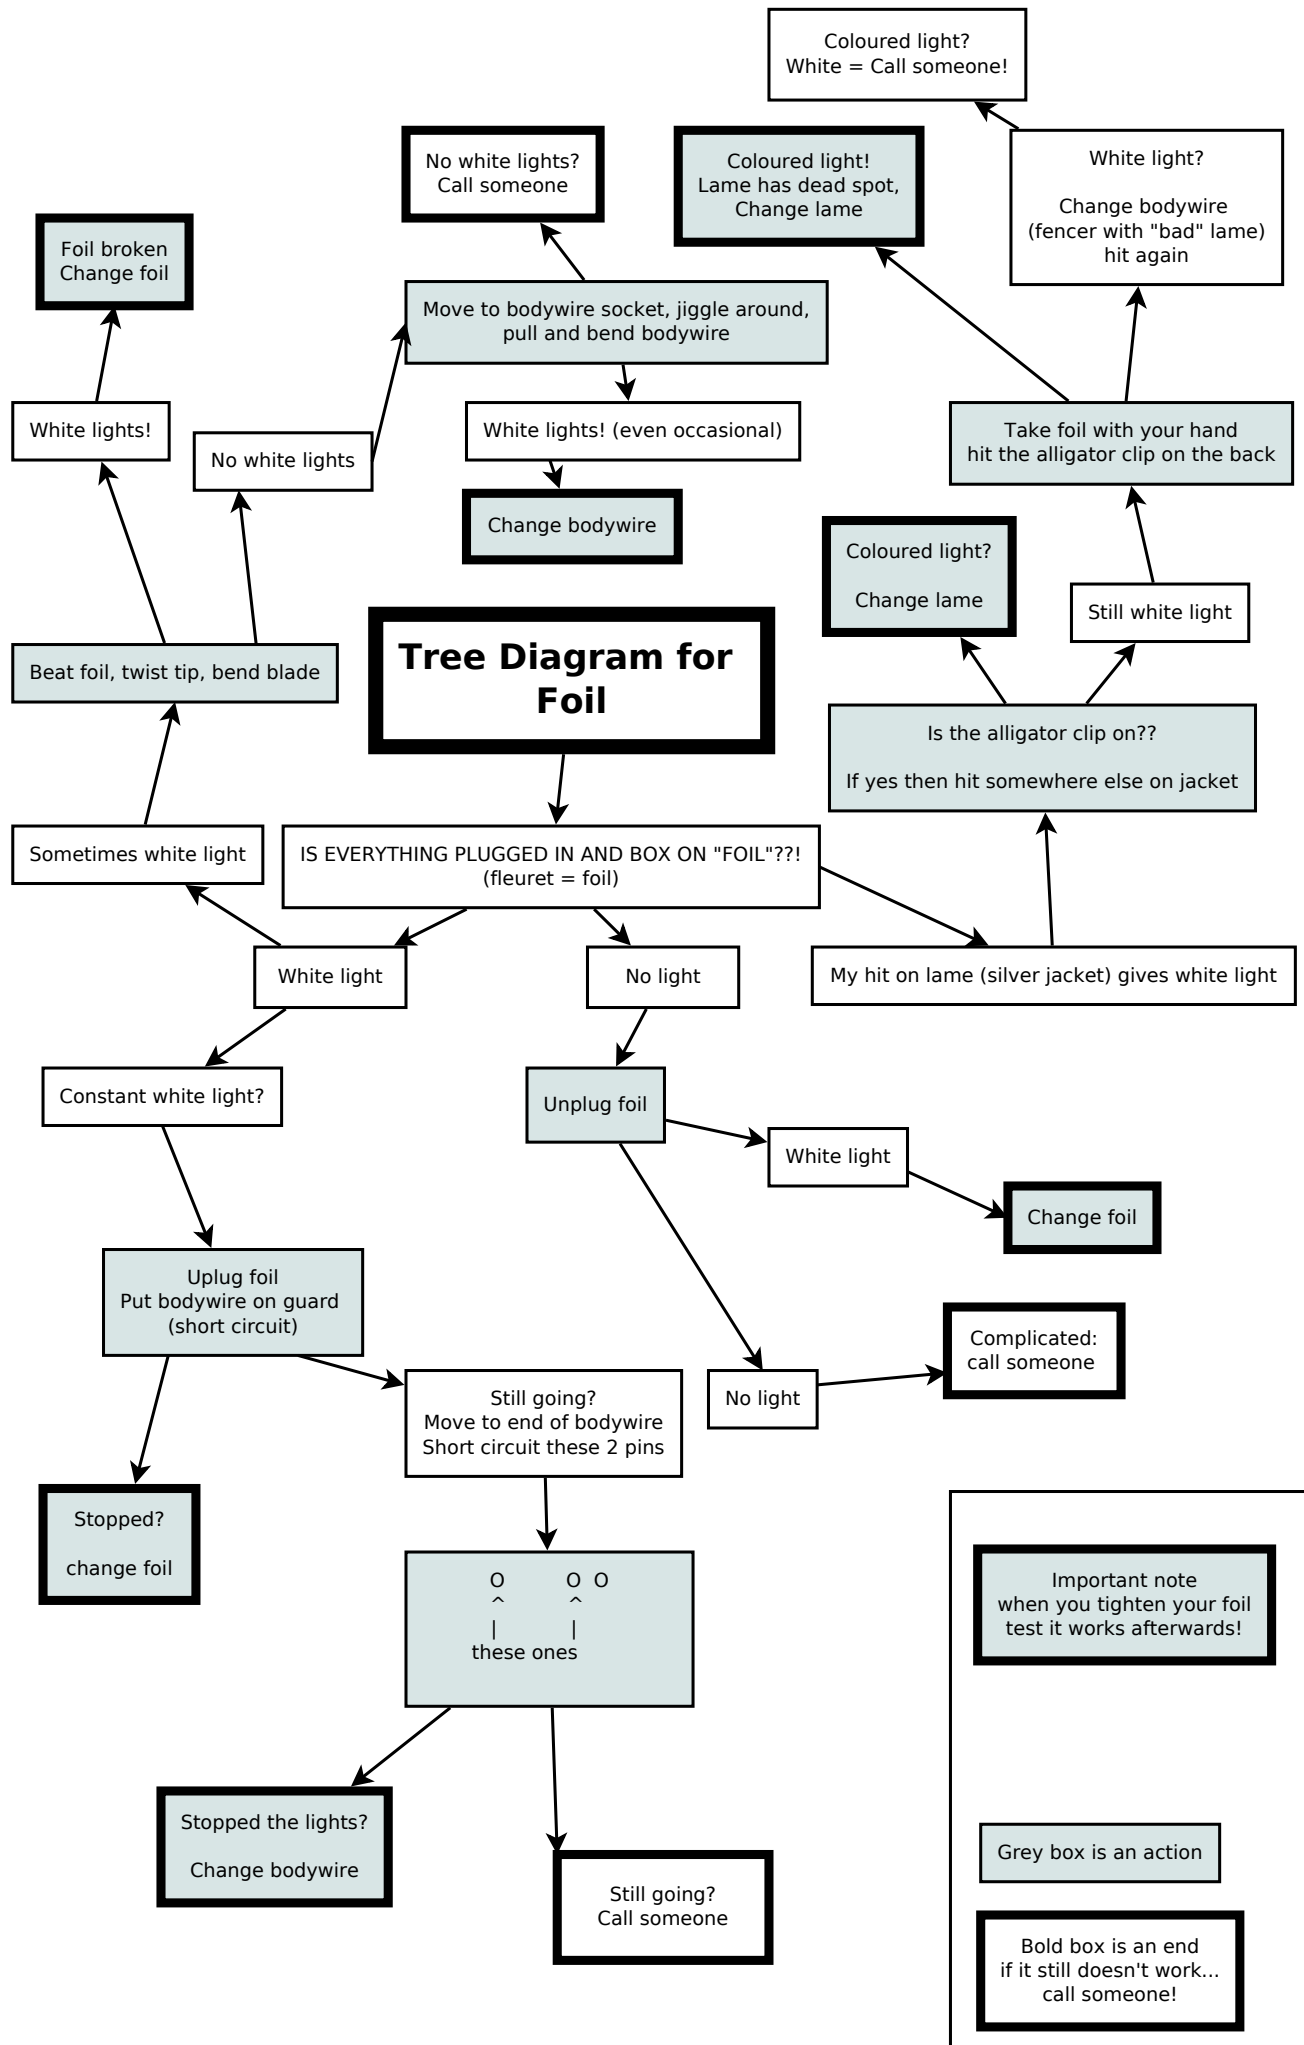 Coloured light?
White = Call someone!
No white lights?
Call someone
Coloured light!
Lame has dead spot,
Change lame
White light?
Change bodywire
(fencer with "bad" lame)
hit again
Foil broken
Change foil
Move to bodywire socket, jiggle around,
pull and bend bodywire
White lights!
No white lights
White lights! (even occasional)
Take foil with your hand
hit the alligator clip on the back
Change bodywire
Coloured light?
Change lame
Still white light
Beat foil, twist tip, bend blade
Tree Diagram for
Foil
Is the alligator clip on??
If yes then hit somewhere else on jacket
Sometimes white light
IS EVERYTHING PLUGGED IN AND BOX ON "FOIL"??!
(fleuret = foil)
White light
No light
My hit on lame (silver jacket) gives white light
Constant white light?
Unplug foil
White light
Change foil
Uplug foil
Put bodywire on guard
(short circuit)
Complicated:
call someone
Still going?
Move to end of bodywire
Short circuit these 2 pins
No light
Stopped?
change foil
O O O
^ ^
| |
these ones
Important note
when you tighten your foil
test it works afterwards!
Stopped the lights?
Change bodywire
Still going?
Call someone
Grey box is an action
Bold box is an end
if it still doesn't work...
call someone!